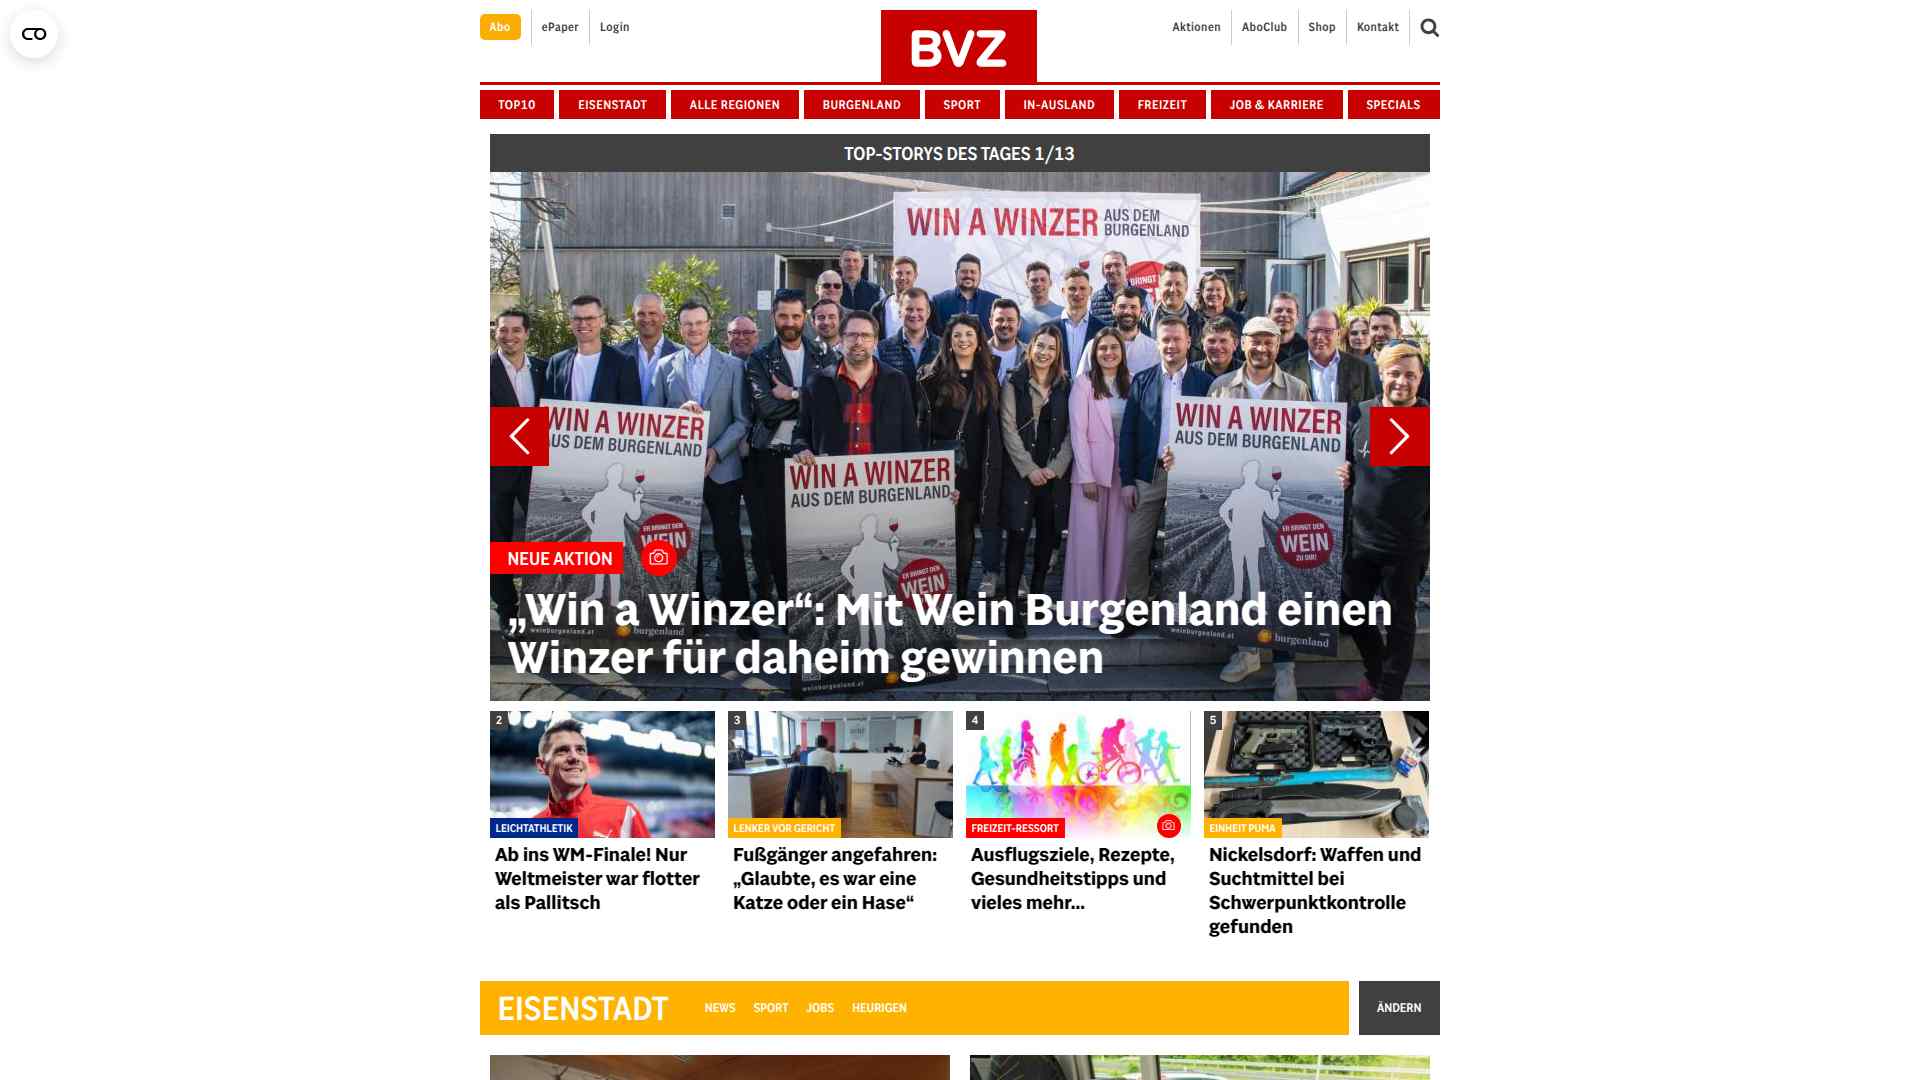 Abo
ePaper
Login
BVZ
Aktionen
AboClub
Shop
Kontakt
TOP10
EISENSTADT
ALLE REGIONEN
BURGENLAND
SPORT
IN-AUSLAND
FREIZEIT
JOB & KARRIERE
SPECIALS
TOP-STORYS DES TAGES 1/13
WIN A WINZER AUS DEM BURGENLAND
BRINGT
WIN A WINZER
AUS DEM BURGENLAND
ER BRINGT DEN
WEIN
WIN A WINZER
AUS DEM BURGENLAND
ER BRINGT DEN
WEIN
WIN A WINZER
AUS DEM BURGENLAND
ER BRINGT DEN
WEIN
ZU DIR!
NEUE AKTION
„Win a Winzer“: Mit Wein Burgenland einen
Winzer für daheim gewinnen
weinburgenland.at
burgenland
weinburgenland.at
weinburgenland.at
burgenland
2
LEICHTATHLETIK
Ab ins WM-Finale! Nur
Weltmeister war flotter
als Pallitsch
3
LENKER VOR GERICHT
Fußgänger angefahren:
„Glaubte, es war eine
Katze oder ein Hase“
4
FREIZEIT-RESSORT
Ausflugsziele, Rezepte,
Gesundheitstipps und
vieles mehr...
5
EINHEIT PUMA
Nickelsdorf: Waffen und
Suchtmittel bei
Schwerpunktkontrolle
gefunden
EISENSTADT
NEWS
SPORT
JOBS
HEURIGEN
ÄNDERN